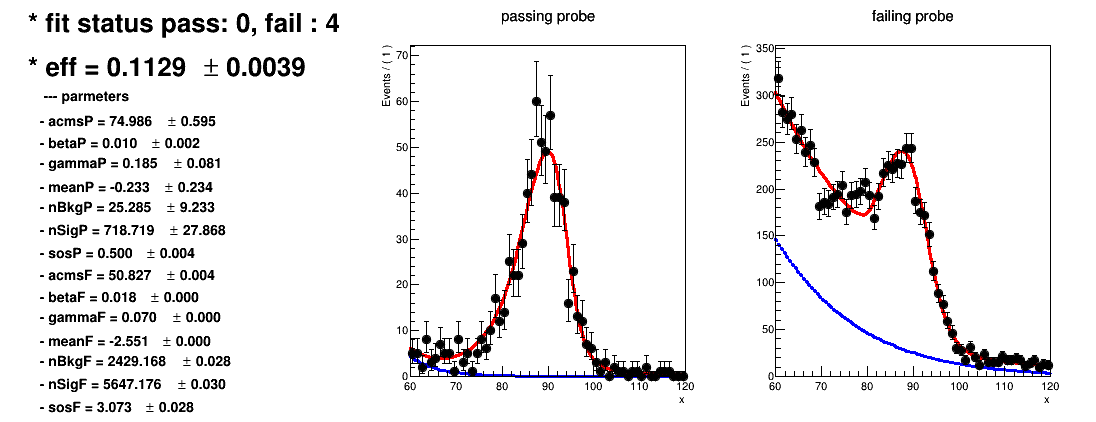 * fit status pass: 0, fail : 4
* eff = 0.1129 ± 0.0039
--- parmeters
- acmsP = 74.986 ± 0.595
- betaP = 0.010 ± 0.002
- gammaP = 0.185 ± 0.081
- meanP = -0.233 ± 0.234
- nBkgP = 25.285 ± 9.233
- nSigP = 718.719 ± 27.868
- sosP = 0.500 ± 0.004
- acmsF = 50.827 ± 0.004
- betaF = 0.018 ± 0.000
- gammaF = 0.070 ± 0.000
- meanF = -2.551 ± 0.000
- nBkgF = 2429.168 ± 0.028
- nSigF = 5647.176 ± 0.030
- sosF = 3.073 ± 0.028
passing probe
Events / ( 1 )
70
60
50
40
30
20
10
0
60 70 80 90 100 110 120
x
failing probe
Events / ( 1 )
350
300
250
200
150
100
50
0
60 70 80 90 100 110 120
x